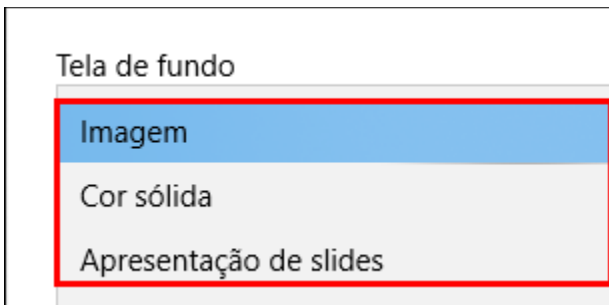 Tela de fundo
Imagem
Cor sólida
Apresentação de slides